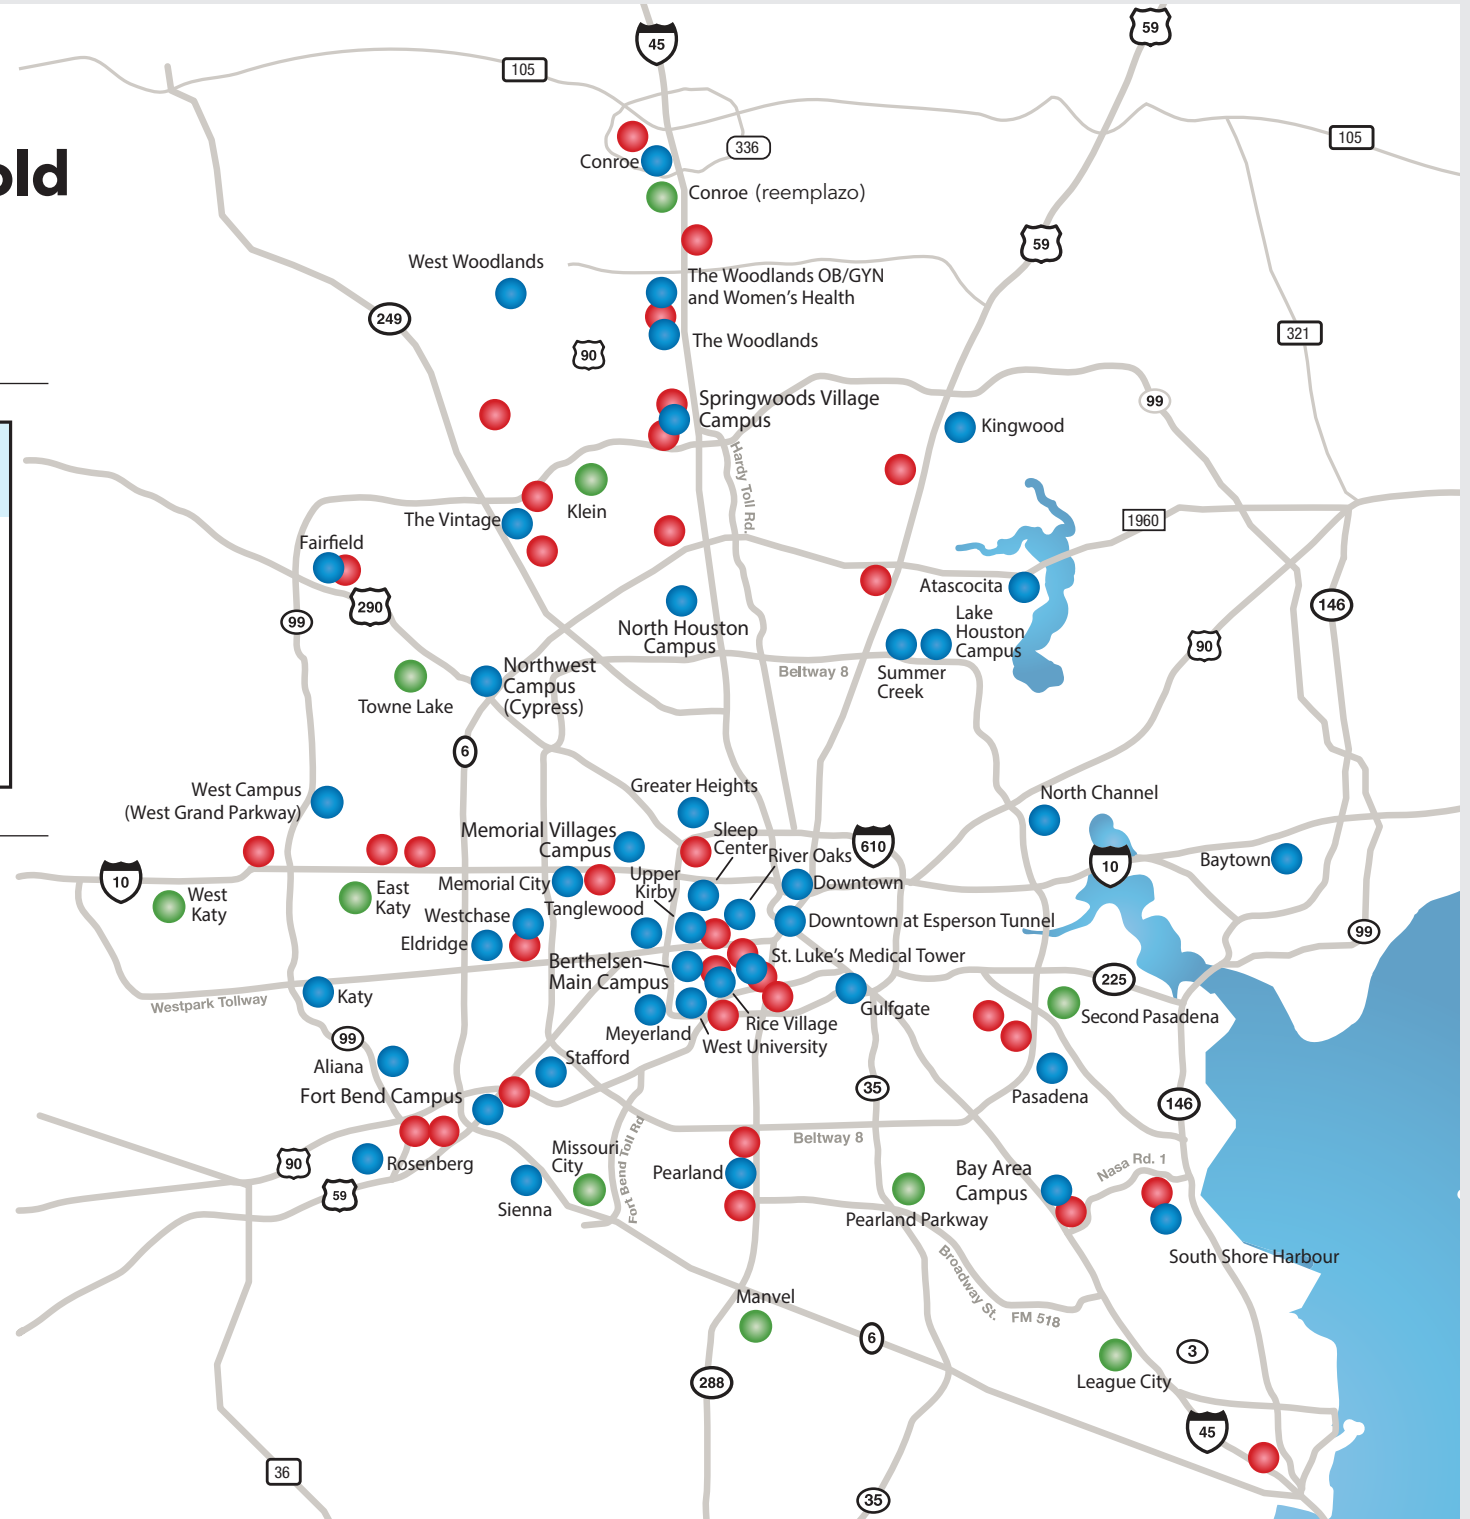 45
59
105
old
336
105
Conroe
Conroe (reemplazo)
59
West Woodlands
The Woodlands OB/GYN
and Women's Health
249
The Woodlands
321
90
Springwoods Village
Campus
99
Kingwood
Hardy Toll Rd.
Klein
The Vintage
1960
Fairfield
Atascocita
290
99
146
Lake
Houston
Campus
North Houston
Campus
90
Beltway 8
Summer
Creek
Northwest
Campus
(Cypress)
Towne Lake
6
Greater Heights
West Campus
(West Grand Parkway)
North Channel
Memorial Villages
Campus
Sleep
Center
River Oaks
610
10
Baytown
10
Upper
Kirby
Memorial City
Downtown
West
Katy
East
Katy
Tanglewood
Westchase
Downtown at Esperson Tunnel
Eldridge
99
Berthelsen
Main Campus
St. Luke's Medical Tower
225
Katy
Westpark Tollway
Gulfgate
Second Pasadena
Rice Village
Meyerland
West University
99
Aliana
Stafford
35
Pasadena
Fort Bend Campus
146
Beltway 8
Missouri
City
Fort Bend Toll Rd
90
Rosenberg
Pearland
Bay Area
Campus
Nasa Rd. 1
59
Sienna
Pearland Parkway
South Shore Harbour
Broadway St.
Manvel
FM 518
6
3
288
League City
45
36
35